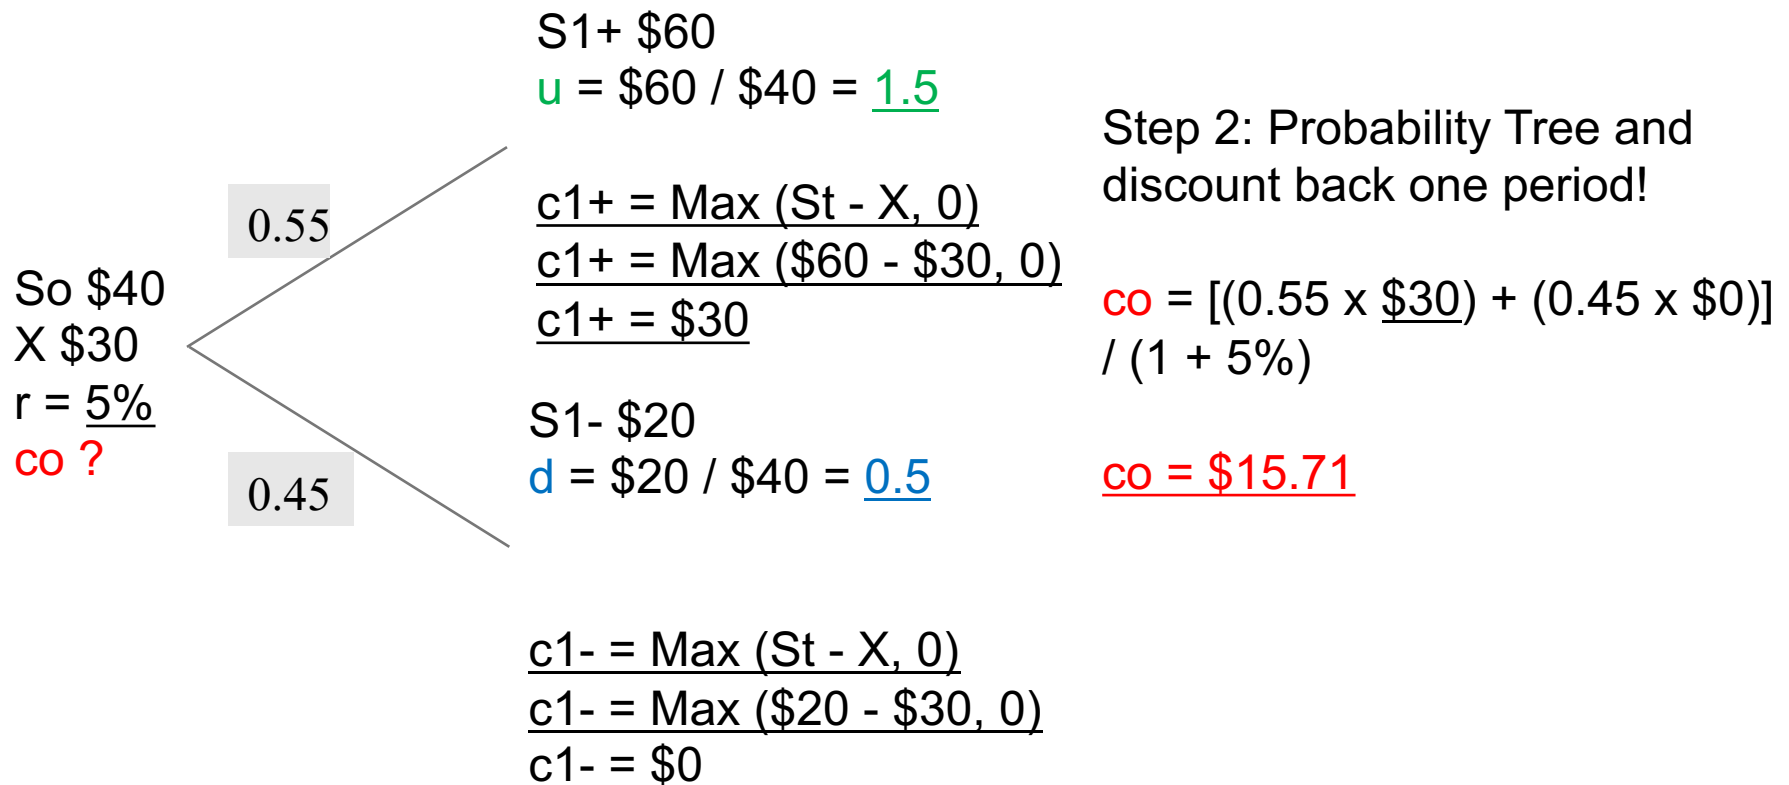 So $40
X $30
r = 5%
co ?
0.55
0.45
S1+ $60
u = $60 / $40 = 1.5
c1+ = Max (St - X, 0)
c1+ = Max ($60 - $30, 0)
c1+ = $30
S1- $20
d = $20 / $40 = 0.5
c1- = Max (St - X, 0)
c1- = Max ($20 - $30, 0)
c1- = $0
Step 2: Probability Tree and
discount back one period!
co = [(0.55 x $30) + (0.45 x $0)]
/ (1 + 5%)
co = $15.71